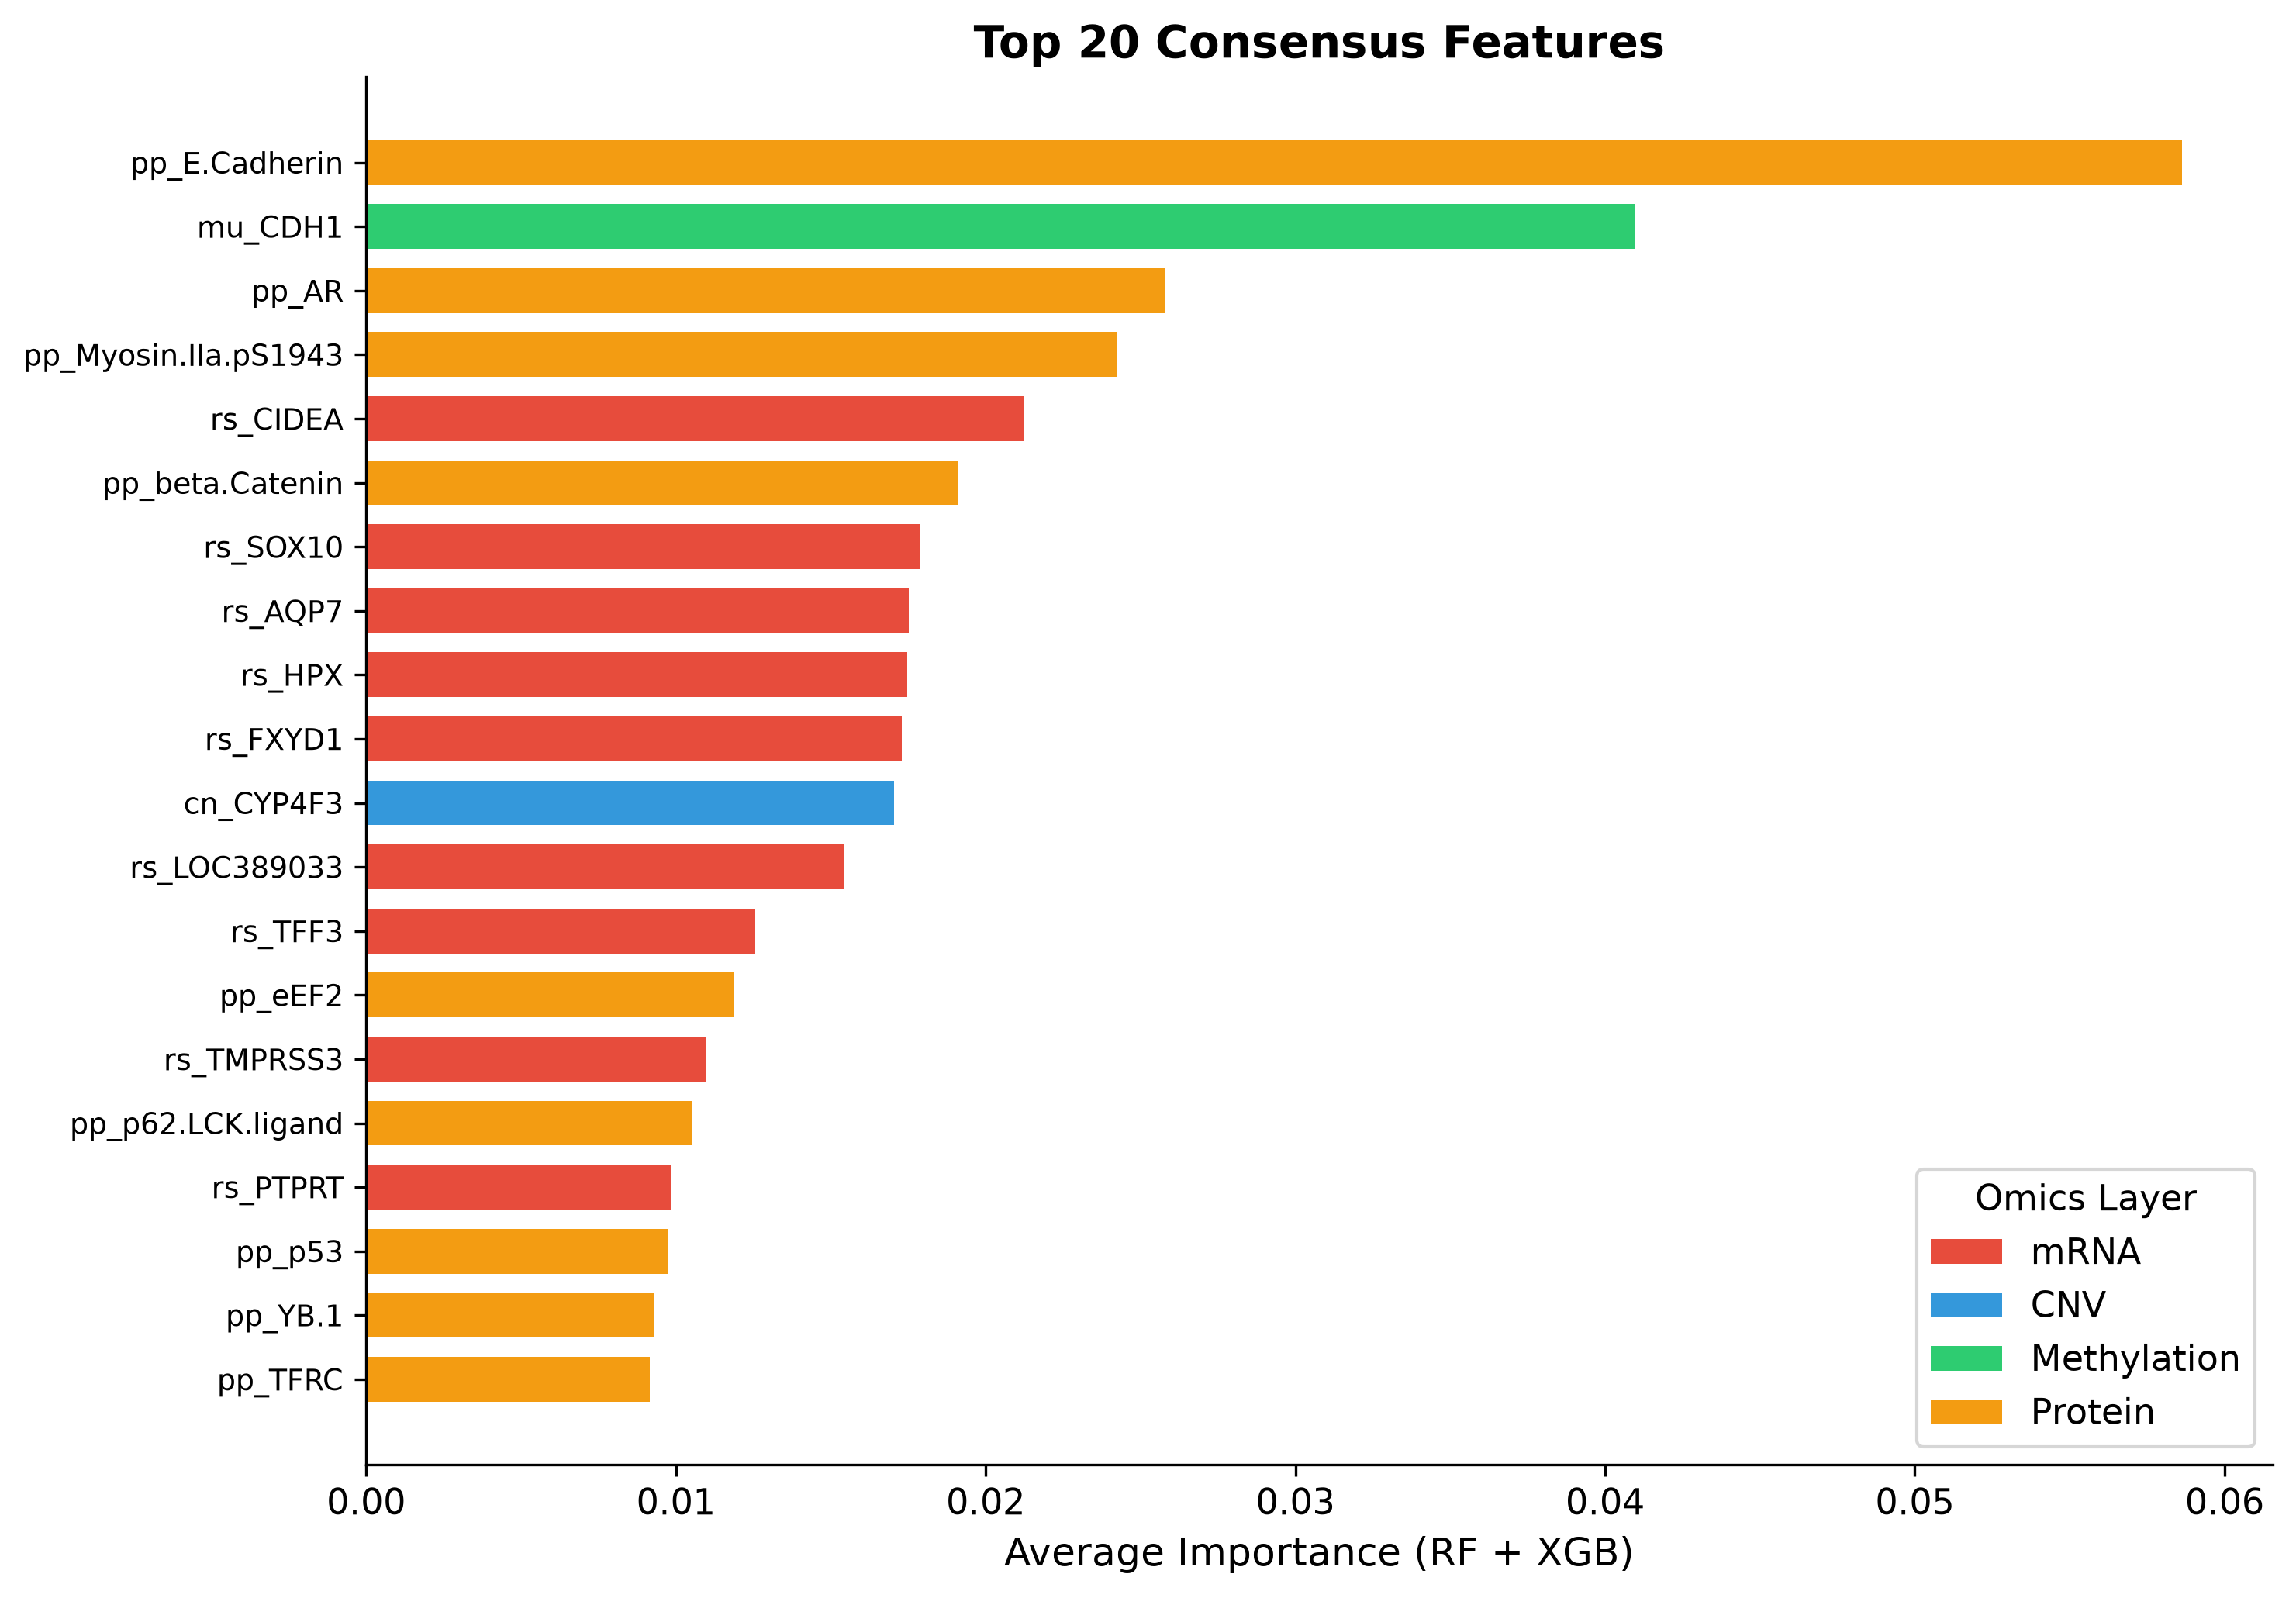 Top 20 Consensus Features
pp_E.Cadherin
mu_CDH1
pp_AR
pp_Myosin.IIa.pS1943
rs_CIDEA
pp_beta.Catenin
rs_SOX10
rs_AQP7
rs_HPX
rs_FXYD1
cn_CYP4F3
rs_LOC389033
rs_TFF3
pp_eEF2
rs_TMPRSS3
pp_p62.LCK.ligand
rs_PTPRT
pp_p53
pp_YB.1
pp_TFRC
Omics Layer
mRNA
CNV
Methylation
Protein
0.00 0.01 0.02 0.03 0.04 0.05 0.06
Average Importance (RF + XGB)